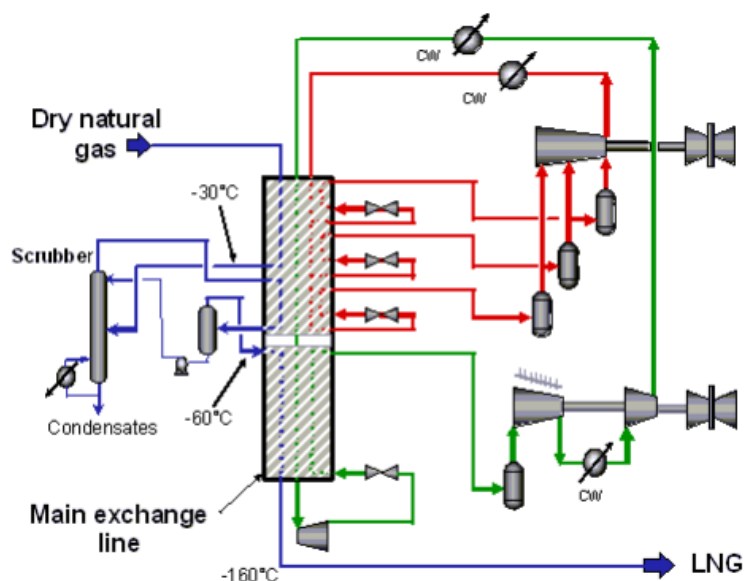 CW
CW
Dry natural
gas
-30°C
Scrubber
-60°C
Condensates
CW
Main exchange
line
-160°C
LNG